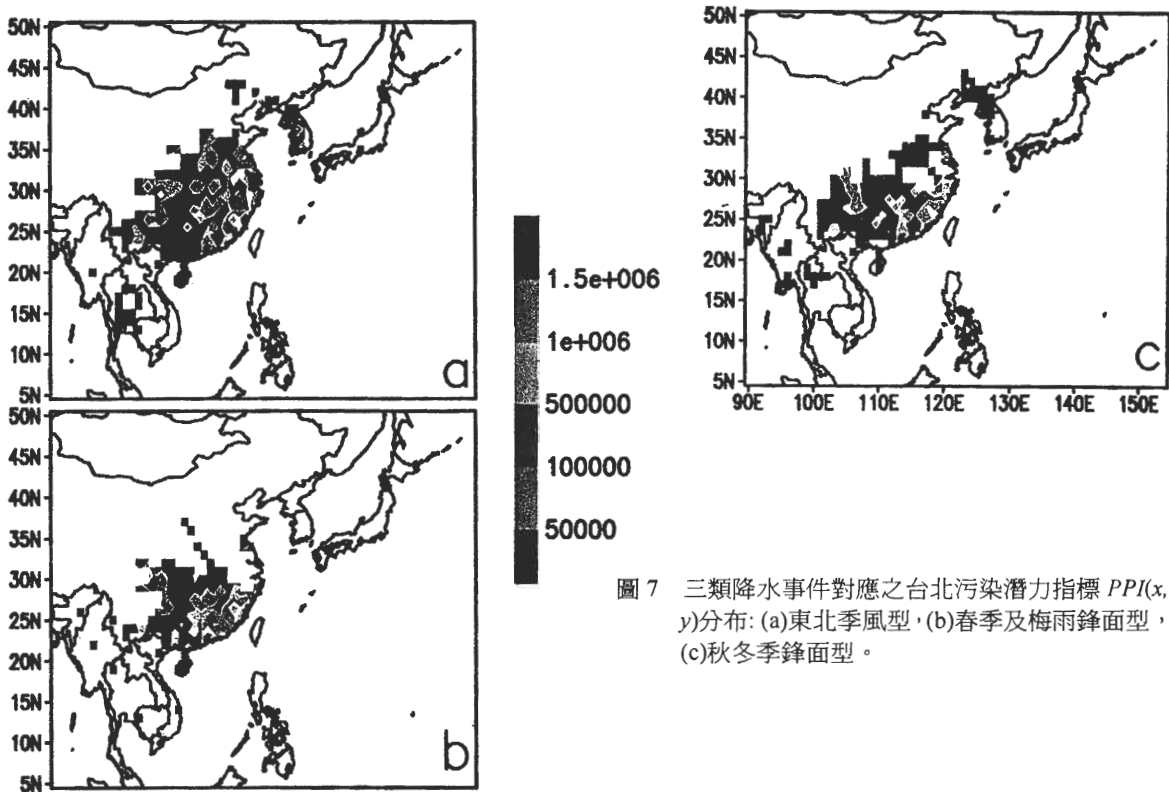 50N
45N
40N
35N
30N
25N
20N
15N
10N
5N
a
50N
45N
40N
35N
30N
25N
20N
15N
10N
5N
b
1.5e+006
1e+006
500000
100000
50000
50N
45N
40N
35N
30N
25N
20N
15N
10N
5N
c
90E 100E 110E 120E 130E 140E 150E
圖 7 三類降水事件對應之台北污染潛力指標 PPI(x,
y)分布: (a)東北季風型，(b)春季及梅雨鋒面型，
(c)秋冬季鋒面型。